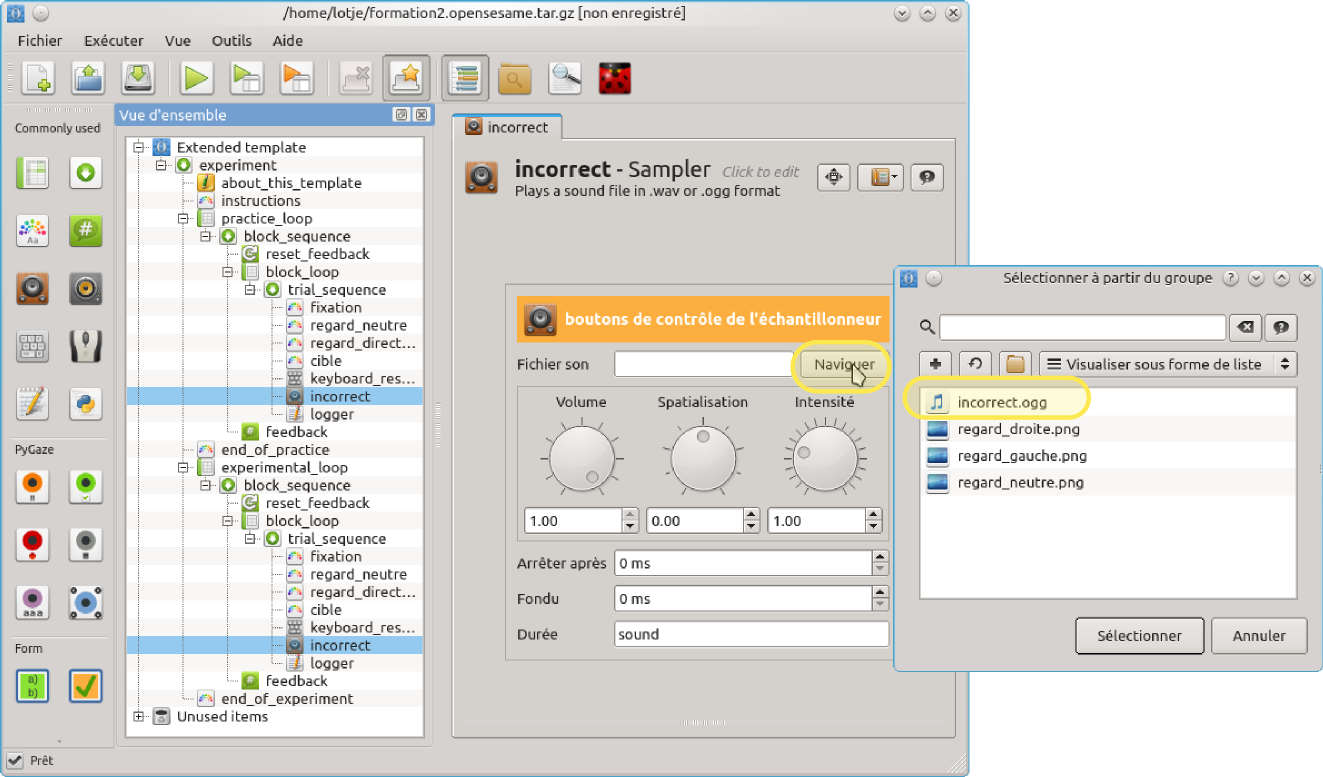 /home/lotje/formation2.opensesame.tar.gz [non enregistré]
Fichier Exécuter Vue Outils Aide
Commonly used
Aa
#
PyGaze
aaa
Form
a)
b)
Vue d'ensemble
Extended template
experiment
about_this_template
instructions
practice_loop
block_sequence
reset_feedback
block_loop
trial_sequence
fixation
regard_neutre
regard_direct...
cible
keyboard_res...
incorrect
logger
feedback
end_of_practice
experimental_loop
block_sequence
reset_feedback
block_loop
trial_sequence
fixation
regard_neutre
regard_direct...
cible
keyboard_res...
incorrect
logger
feedback
end_of_experiment
Unused items
incorrect
incorrect - Sampler Click to edit
Plays a sound file in .wav or .ogg format
boutons de contrôle de l'échantillonneur
Fichier son Naviguer
Volume Spatialisation Intensité
1.00 0.00 1.00
Arrêter après 0 ms
Fondu 0 ms
Durée sound
Sélectionner à partir du groupe
Visualiser sous forme de liste
incorrect.ogg
regard_droite.png
regard_gauche.png
regard_neutre.png
Sélectionner Annuler
Prêt